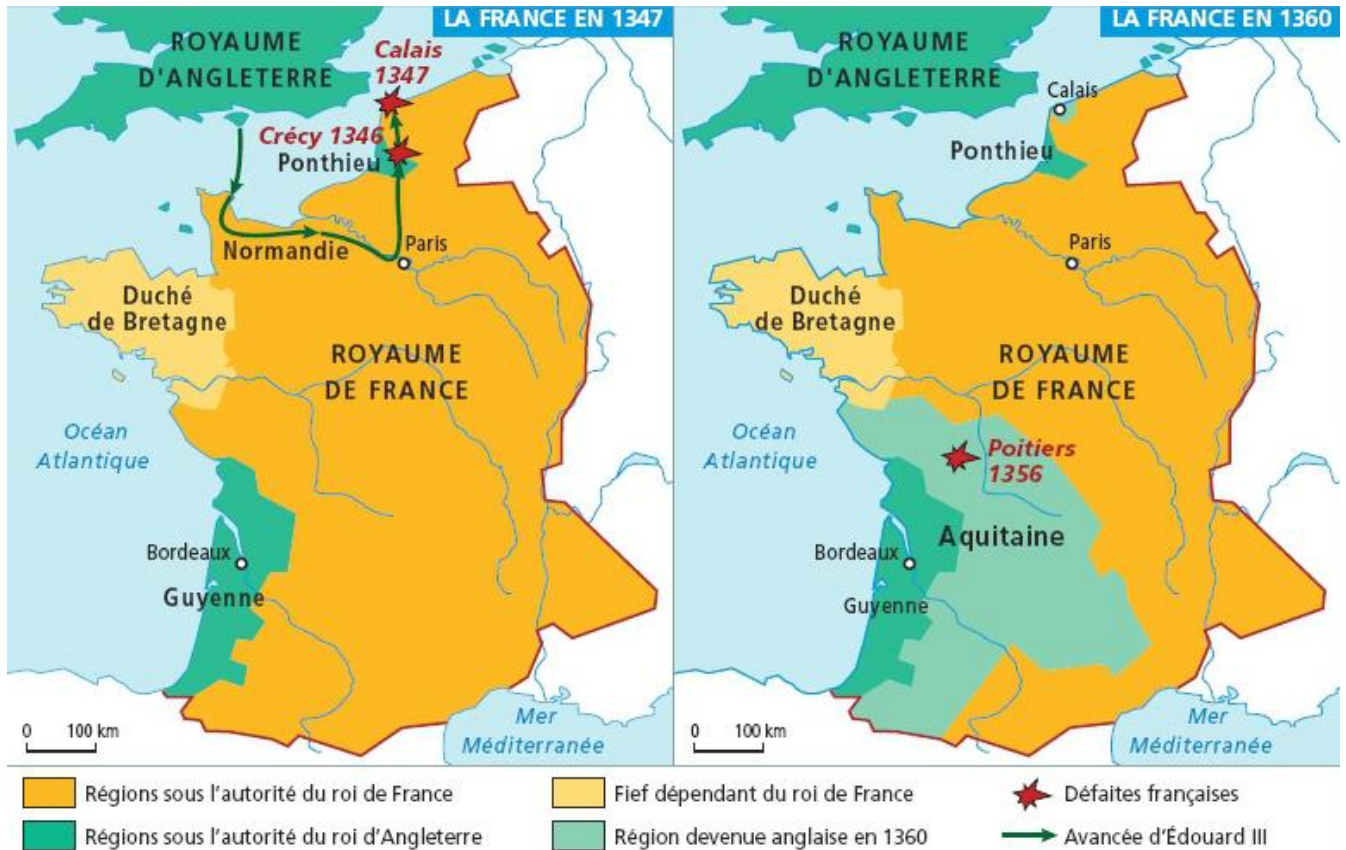 LA FRANCE EN 1347
ROYAUME
D'ANGLETERRE
Calais
1347
Crécy 1346
Ponthieu
Normandie
Paris
Duché
de Bretagne
ROYAUME
DE FRANCE
Océan
Atlantique
Bordeaux
Guyenne
0 100 km
Mer
Méditerranée
LA FRANCE EN 1360
ROYAUME
D'ANGLETERRE
Calais
Ponthieu
Paris
Duché
de Bretagne
ROYAUME
DE FRANCE
Océan
Atlantique
Poitiers
1356
Aquitaine
Bordeaux
Guyenne
0 100 km
Mer
Méditerranée
Régions sous l'autorité du roi de France
Fief dépendant du roi de France
Défaites françaises
Régions sous l'autorité du roi d'Angleterre
Région devenue anglaise en 1360
Avancée d'Édouard III